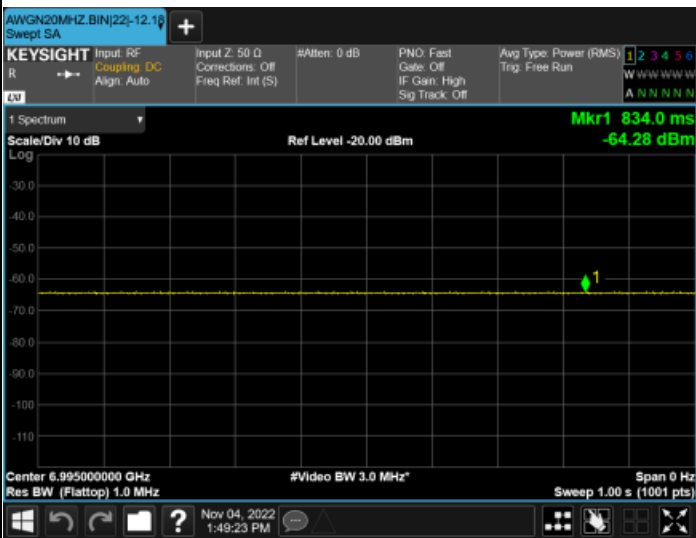 AWGN20MHZ.BIN|22|-12.18
Swept SA
+
KEYSIGHT
R
LXI
Input: RF
Coupling: DC
Align: Auto
Input Z: 50 Ω
Corrections: Off
Freq Ref: Int (S)
#Atten: 0 dB
PNO: Fast
Gate: Off
IF Gain: High
Sig Track: Off
Avg Type: Power (RMS)
Trig: Free Run
1 2 3 4 5 6
W W W W W W
A N N N N N
1 Spectrum
Mkr1 834.0 ms
Scale/Div 10 dB
Ref Level -20.00 dBm
-64.28 dBm
Log
-30.0
-40.0
-50.0
-60.0
1
-70.0
-80.0
-90.0
-100
-110
Center 6.995000000 GHz
#Video BW 3.0 MHz*
Span 0 Hz
Res BW (Flattop) 1.0 MHz
Sweep 1.00 s (1001 pts)
?
Nov 04, 2022
1:49:23 PM